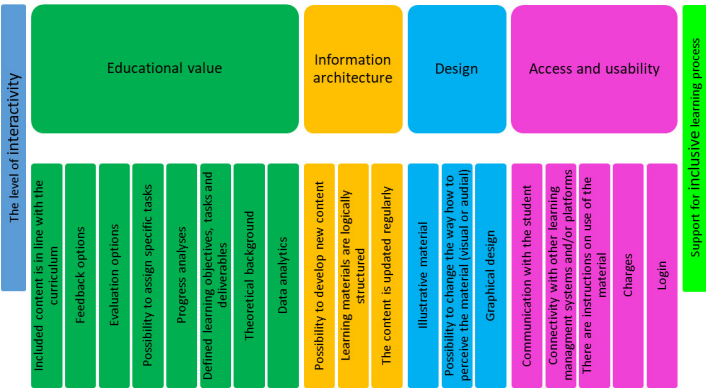 The level of interactivity
Educational value
Information
architecture
Design
Access and usability
Support for inclusive learning process
Included content is in line with the
curriculum
Feedback options
Evaluation options
Possibility to assign specific tasks
Progress analyses
Defined learning objectives, tasks and
deliverables
Theoretical background
Data analytics
Possibility to develop new content
Learning materials are logically
structured
The content is updated regularly
Illustrative material
Possibility to change the way how to
perceive the material (visual or audial)
Graphical design
Communication with the student
Connectivity with other learning
managment systems and/or platforms
There are instructions on use of the
material
Charges
Login